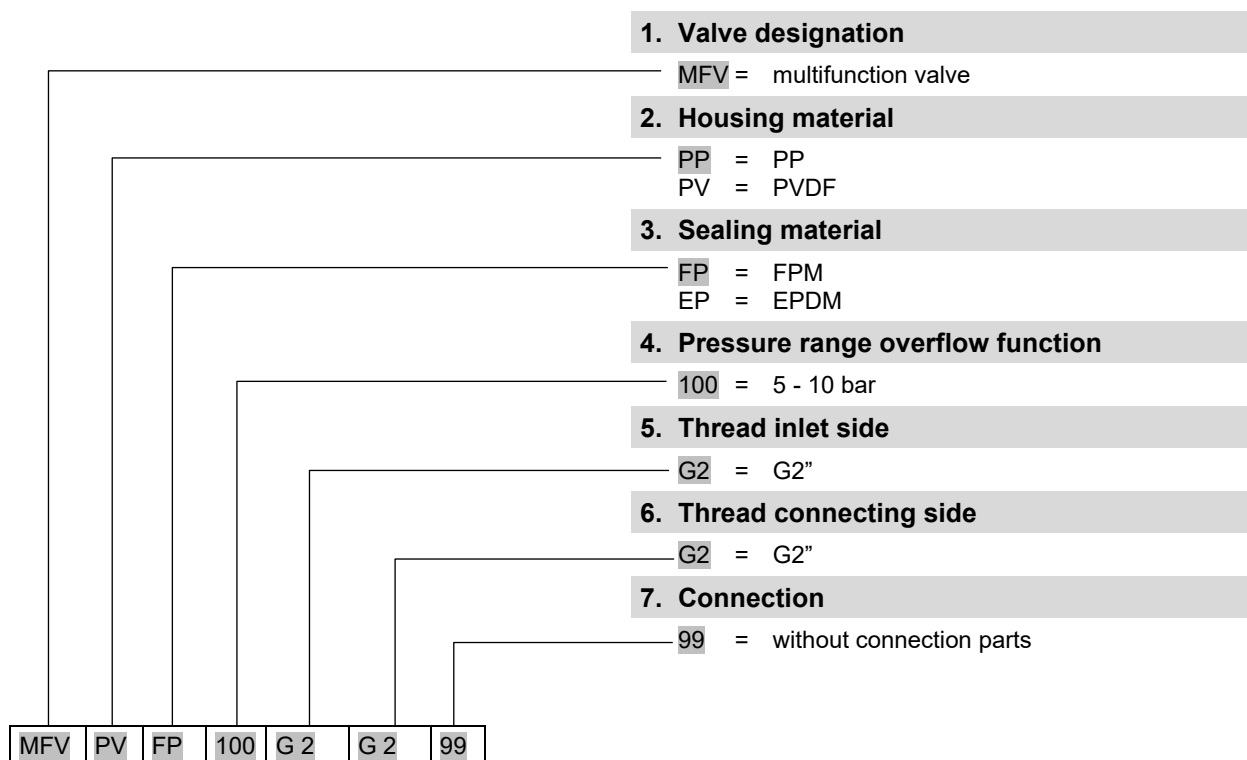 1. Valve designation
MFV = multifunction valve
2. Housing material
PP = PP
PV = PVDF
3. Sealing material
FP = FPM
EP = EPDM
4. Pressure range overflow function
100 = 5 - 10 bar
5. Thread inlet side
G2 = G2”
6. Thread connecting side
G2 = G2”
7. Connection
99 = without connection parts
MFV PV FP 100 G 2 G 2 99